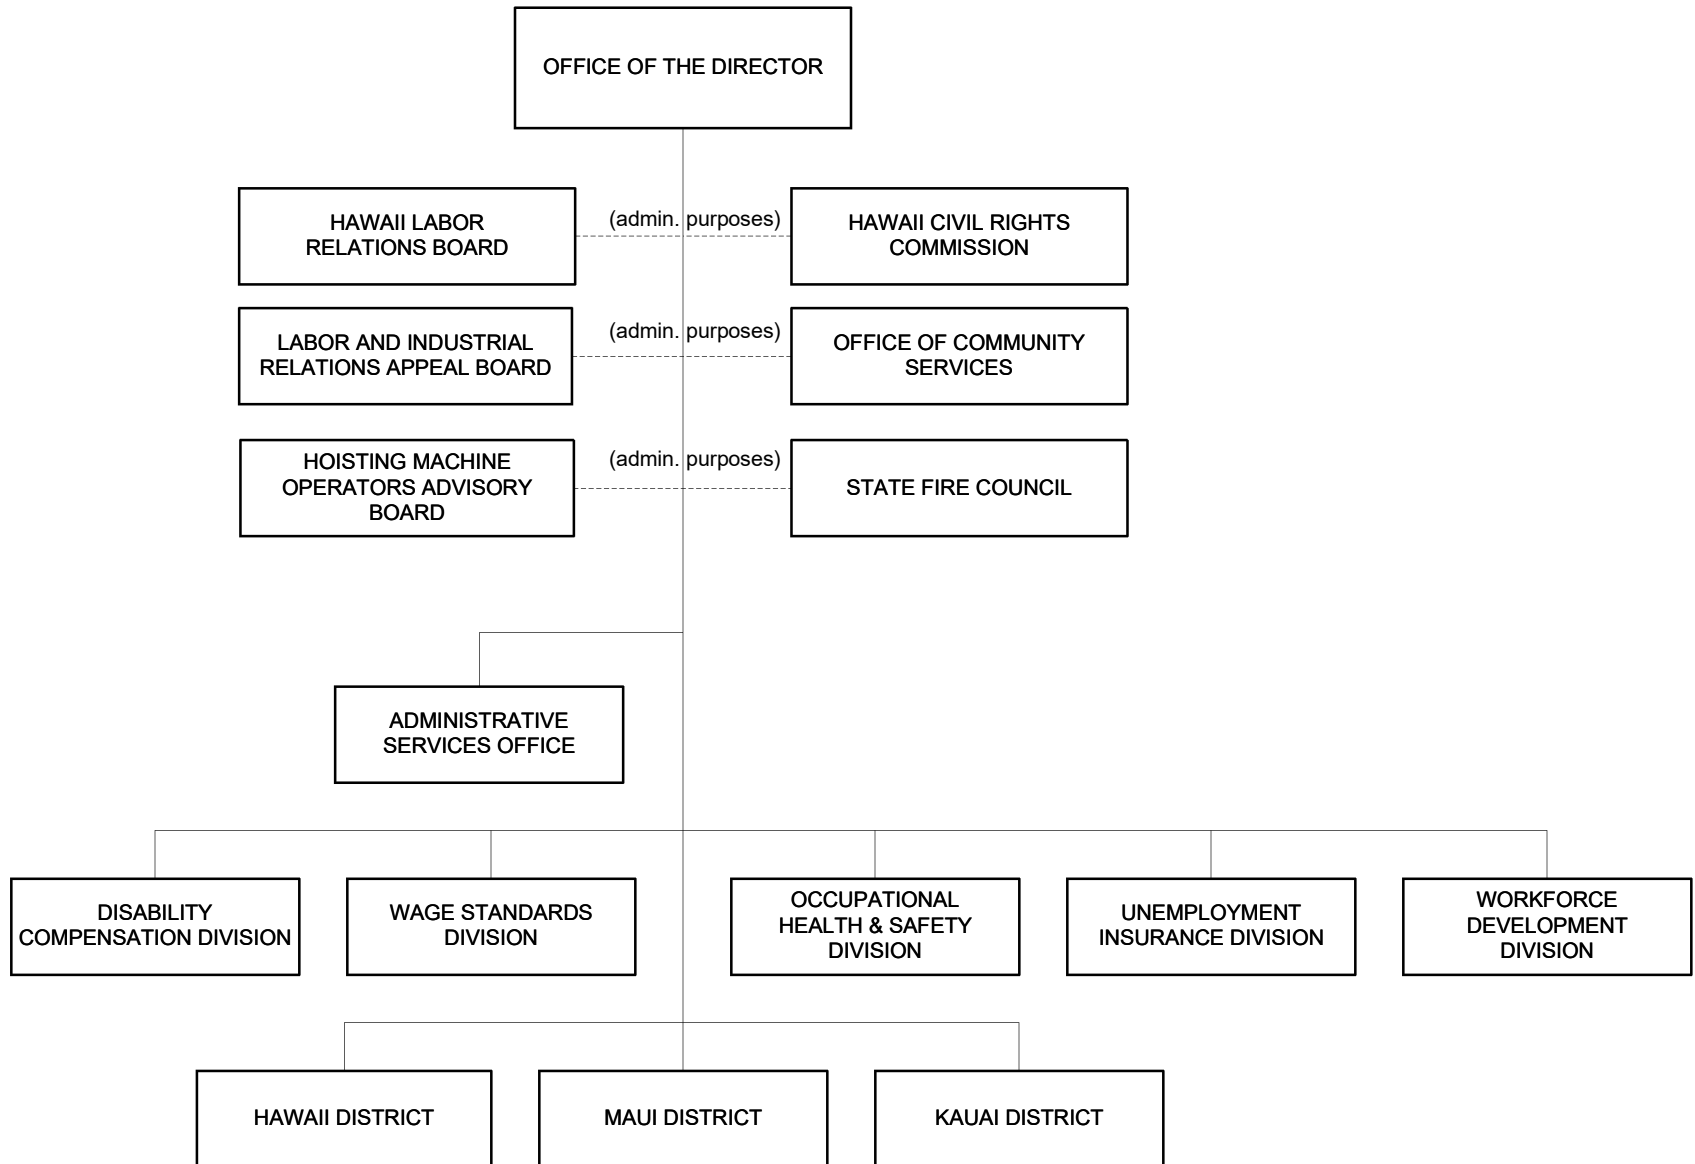 OFFICE OF THE DIRECTOR
HAWAII LABOR
RELATIONS BOARD
(admin. purposes)
HAWAII CIVIL RIGHTS
COMMISSION
LABOR AND INDUSTRIAL
RELATIONS APPEAL BOARD
(admin. purposes)
OFFICE OF COMMUNITY
SERVICES
HOISTING MACHINE
OPERATORS ADVISORY
BOARD
(admin. purposes)
STATE FIRE COUNCIL
ADMINISTRATIVE
SERVICES OFFICE
DISABILITY
COMPENSATION DIVISION
WAGE STANDARDS
DIVISION
OCCUPATIONAL
HEALTH & SAFETY
DIVISION
UNEMPLOYMENT
INSURANCE DIVISION
WORKFORCE
DEVELOPMENT
DIVISION
HAWAII DISTRICT
MAUI DISTRICT
KAUAI DISTRICT